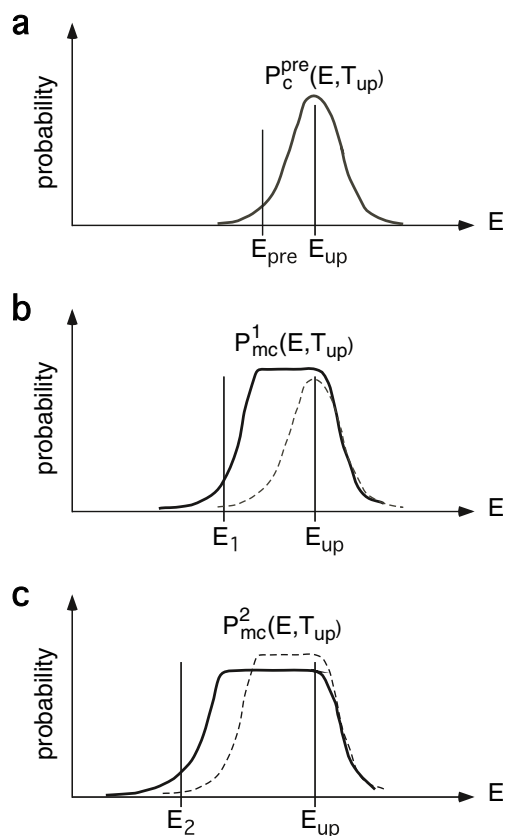 a
P_c^pre(E,T_up)
probability
E
E_pre E_up
b
P_mc^1(E,T_up)
probability
E
E_1 E_up
c
P_mc^2(E,T_up)
probability
E
E_2 E_up